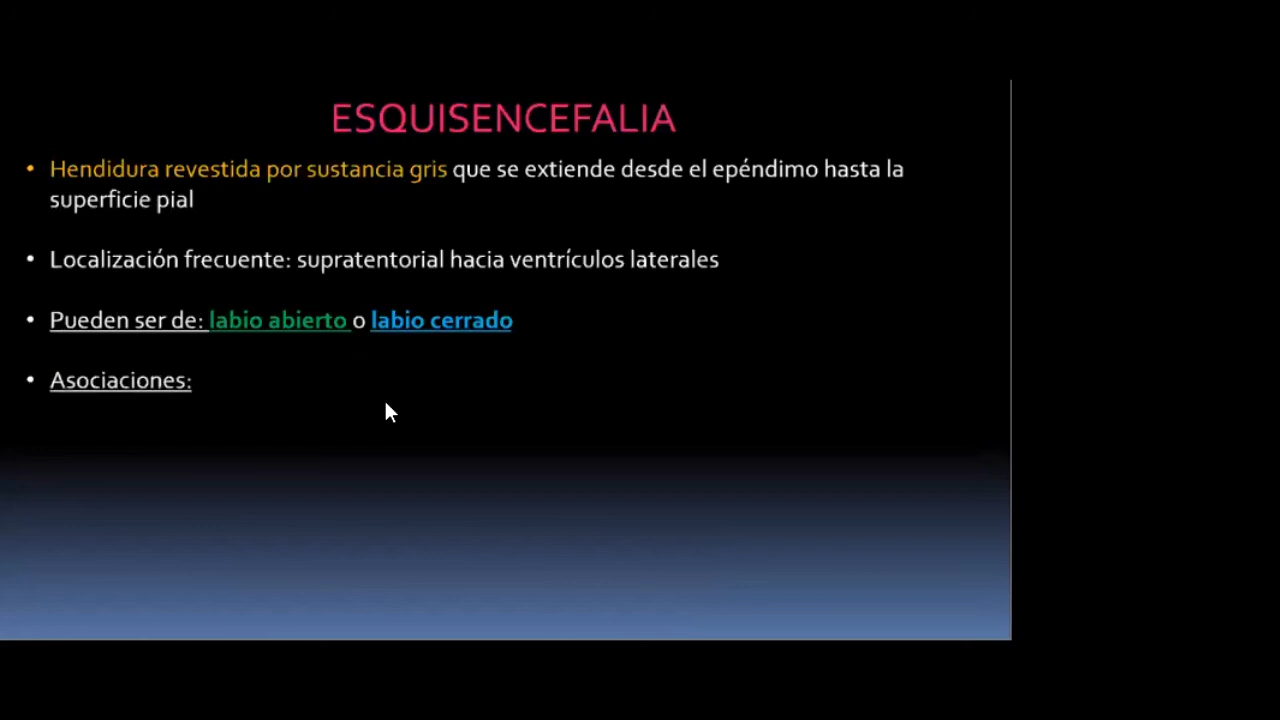 ESQUISENCEFALIA
• Hendidura revestida por sustancia gris que se extiende desde el epéndimo hasta la
superficie pial
• Localización frecuente: supratentorial hacia ventrículos laterales
• Pueden ser de: labio abierto o labio cerrado
• Asociaciones: